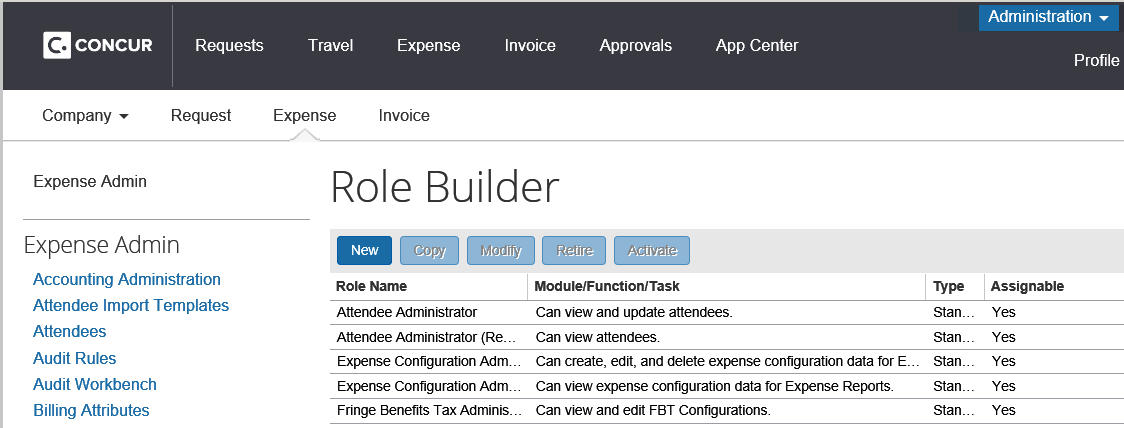 Administration
CONCUR Requests Travel Expense Invoice Approvals App Center
Profile
Company Request Expense Invoice
Expense Admin
Role Builder
Expense Admin
Accounting Administration
Attendee Import Templates
Attendees
Audit Rules
Audit Workbench
Billing Attributes
New Copy Modify Retire Activate
Role Name Module/Function/Task Type Assignable
Attendee Administrator Can view and update attendees. Stan... Yes
Attendee Administrator (Re... Can view attendees. Stan... Yes
Expense Configuration Adm... Can create, edit, and delete expense configuration data for E... Stan... Yes
Expense Configuration Adm... Can view expense configuration data for Expense Reports. Stan... Yes
Fringe Benefits Tax Adminis... Can view and edit FBT Configurations. Stan... Yes